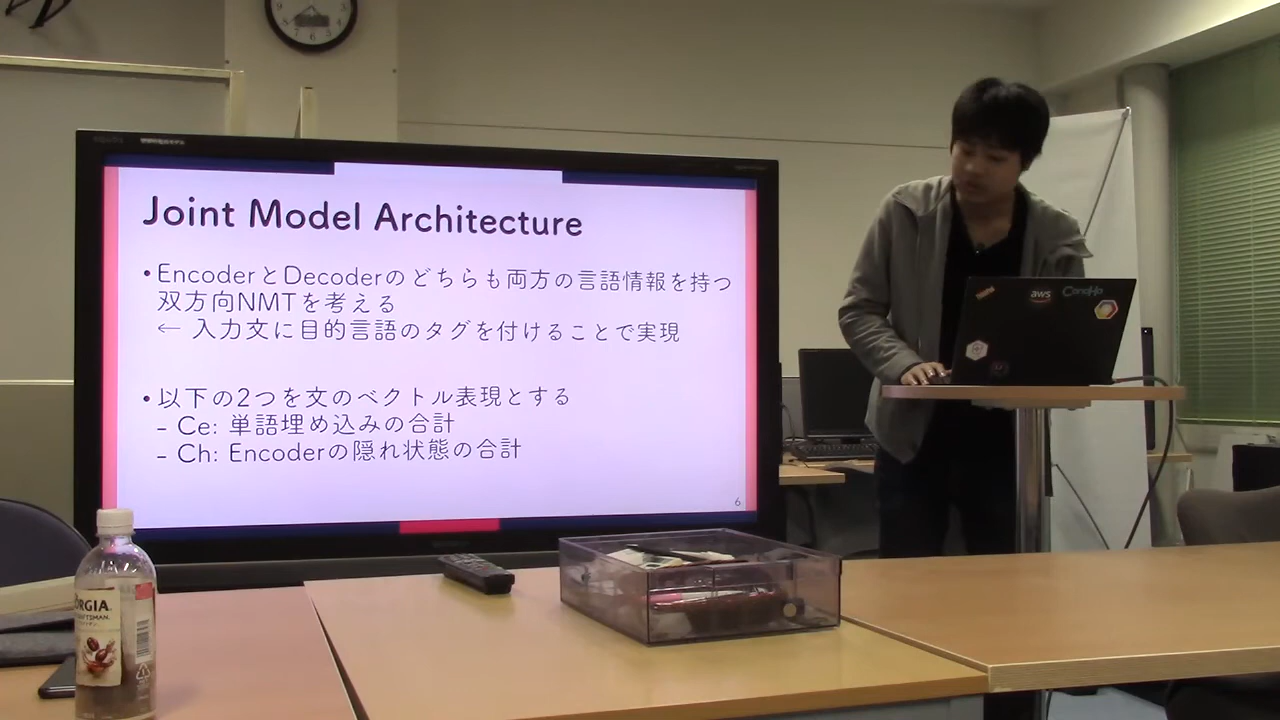 Joint Model Architecture
•EncoderとDecoderのどちらも両方の言語情報を持つ
双方向NMTを考える
← 入力文に目的言語のタグを付けることで実現
•以下の2つを文のベクトル表現とする
– Ce: 単語埋め込みの合計
– Ch: Encoderの隠れ状態の合計
6
aws
ConoHa
ORGIA